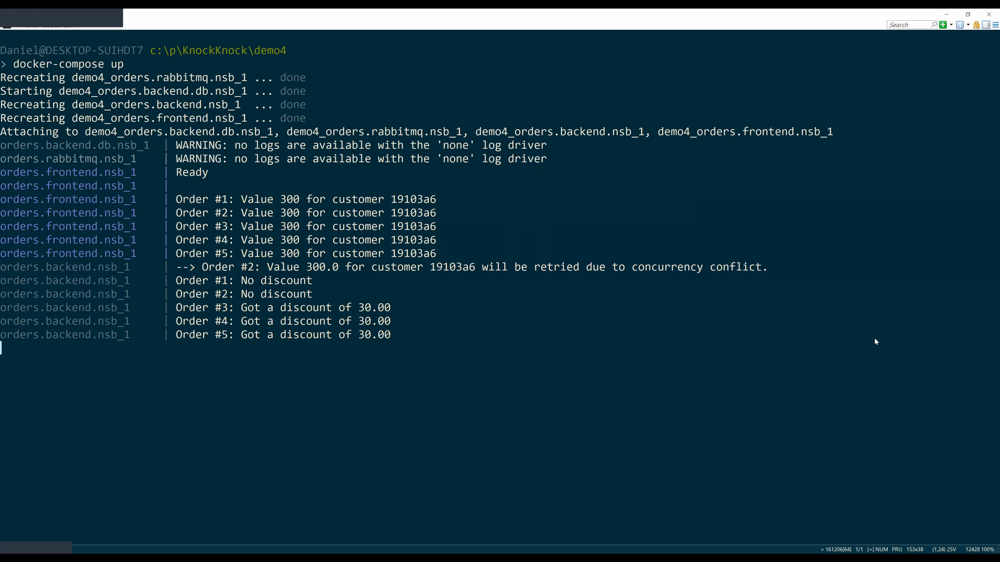 Search
Daniel@DESKTOP-SUIHDT7 c:\p\KnockKnock\demo4
> docker-compose up
Recreating demo4_orders.rabbitmq.nsb_1 ... done
Starting demo4_orders.backend.db.nsb_1 ... done
Recreating demo4_orders.backend.nsb_1  ... done
Recreating demo4_orders.frontend.nsb_1 ... done
Attaching to demo4_orders.backend.db.nsb_1, demo4_orders.rabbitmq.nsb_1, demo4_orders.backend.nsb_1, demo4_orders.frontend.nsb_1
orders.backend.db.nsb_1  | WARNING: no logs are available with the 'none' log driver
orders.rabbitmq.nsb_1    | WARNING: no logs are available with the 'none' log driver
orders.frontend.nsb_1    | Ready
orders.frontend.nsb_1    |
orders.frontend.nsb_1    | Order #1: Value 300 for customer 19103a6
orders.frontend.nsb_1    | Order #2: Value 300 for customer 19103a6
orders.frontend.nsb_1    | Order #3: Value 300 for customer 19103a6
orders.frontend.nsb_1    | Order #4: Value 300 for customer 19103a6
orders.frontend.nsb_1    | Order #5: Value 300 for customer 19103a6
orders.backend.nsb_1     | --> Order #2: Value 300.0 for customer 19103a6 will be retried due to concurrency conflict.
orders.backend.nsb_1     | Order #1: No discount
orders.backend.nsb_1     | Order #2: No discount
orders.backend.nsb_1     | Order #3: Got a discount of 30.00
orders.backend.nsb_1     | Order #4: Got a discount of 30.00
orders.backend.nsb_1     | Order #5: Got a discount of 30.00
« 161206[64] 1/1 [+] NUM PRI↕ 153x38 (1,24) 25V 12428 100%